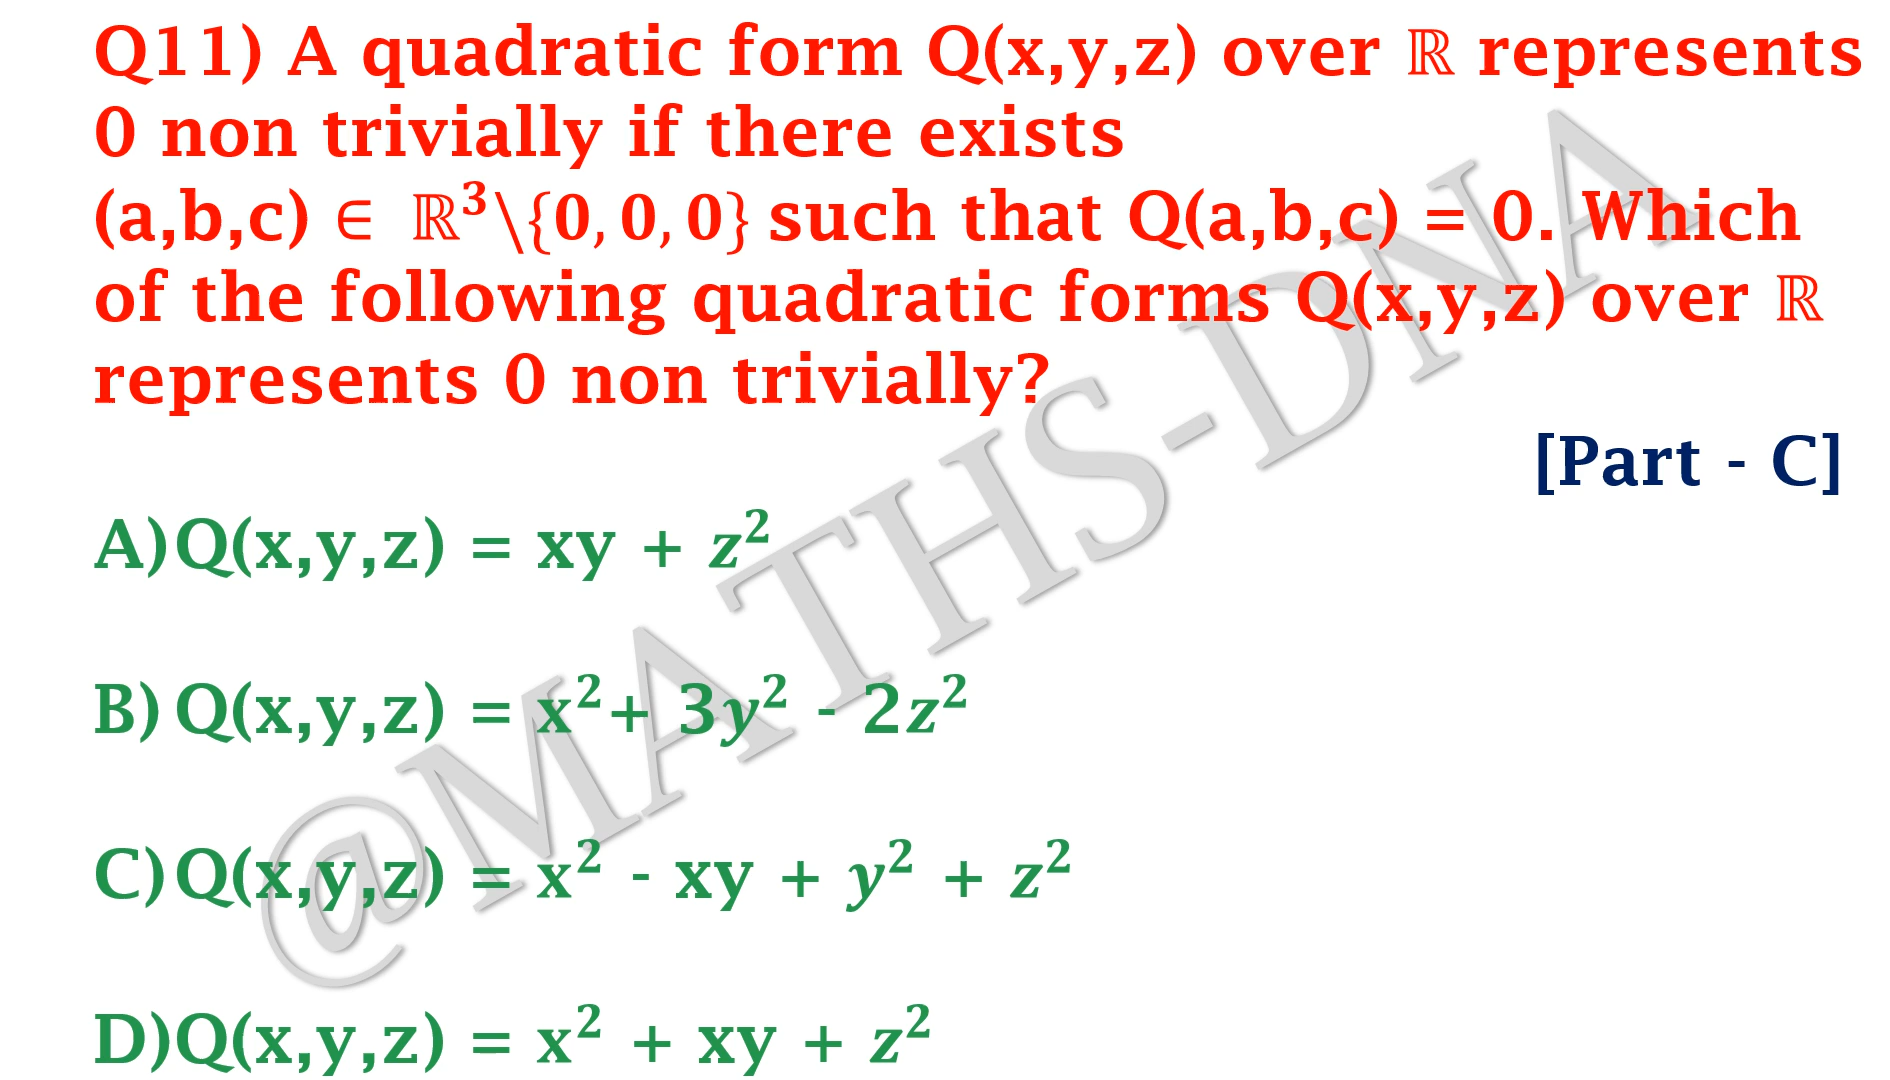 Q11) A quadratic form Q(x,y,z) over ℝ represents
0 non trivially if there exists
(a,b,c) ∈ ℝ³\{0, 0, 0} such that Q(a,b,c) = 0. Which
of the following quadratic forms Q(x,y,z) over ℝ
represents 0 non trivially?
[Part - C]
A)Q(x,y,z) = xy + z²
B) Q(x,y,z) = x²+ 3y² - 2z²
C)Q(x,y,z) = x² - xy + y² + z²
D)Q(x,y,z) = x² + xy + z²
@MATHS-DNA